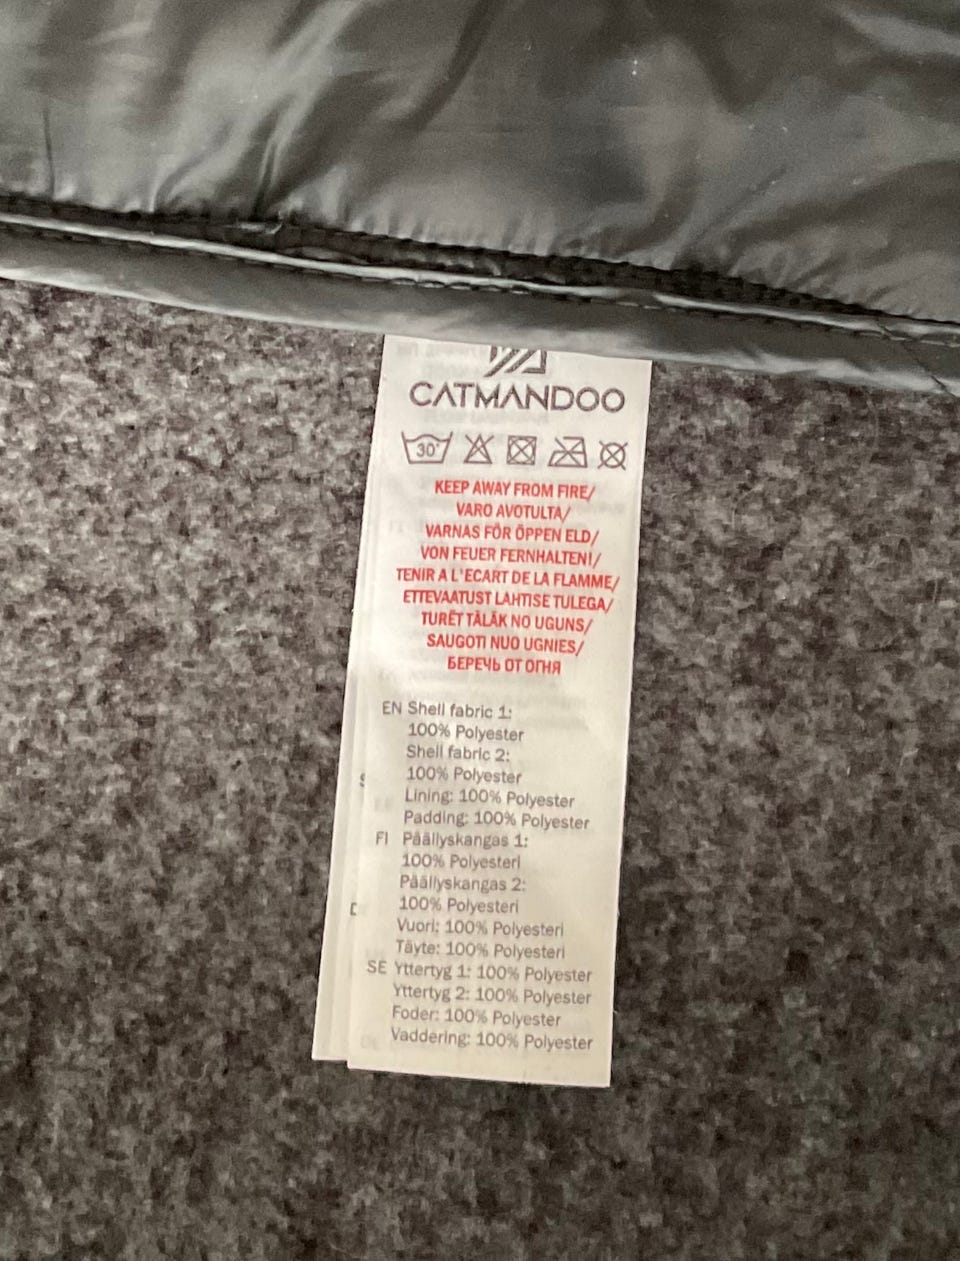 CATMANDOO
30°
KEEP AWAY FROM FIRE/
VARO AVOTULTA/
VARNAS FÖR ÖPPEN ELD/
VON FEUER FERNHALTEN!/
TENIR A L'ECART DE LA FLAMME/
ETTEVAATUST LAHTISE TULEGA/
TURĒT TĀLĀK NO UGUNS/
SAUGOTI NUO UGNIES/
БЕРЕЧЬ ОТ ОГНЯ
EN Shell fabric 1:
100% Polyester
Shell fabric 2:
100% Polyester
Lining: 100% Polyester
Padding: 100% Polyester
FI Päällyskangas 1:
100% Polyesteri
Päällyskangas 2:
100% Polyesteri
Vuori: 100% Polyesteri
Täyte: 100% Polyesteri
SE Yttertyg 1: 100% Polyester
Yttertyg 2: 100% Polyester
Foder: 100% Polyester
Vaddering: 100% Polyester